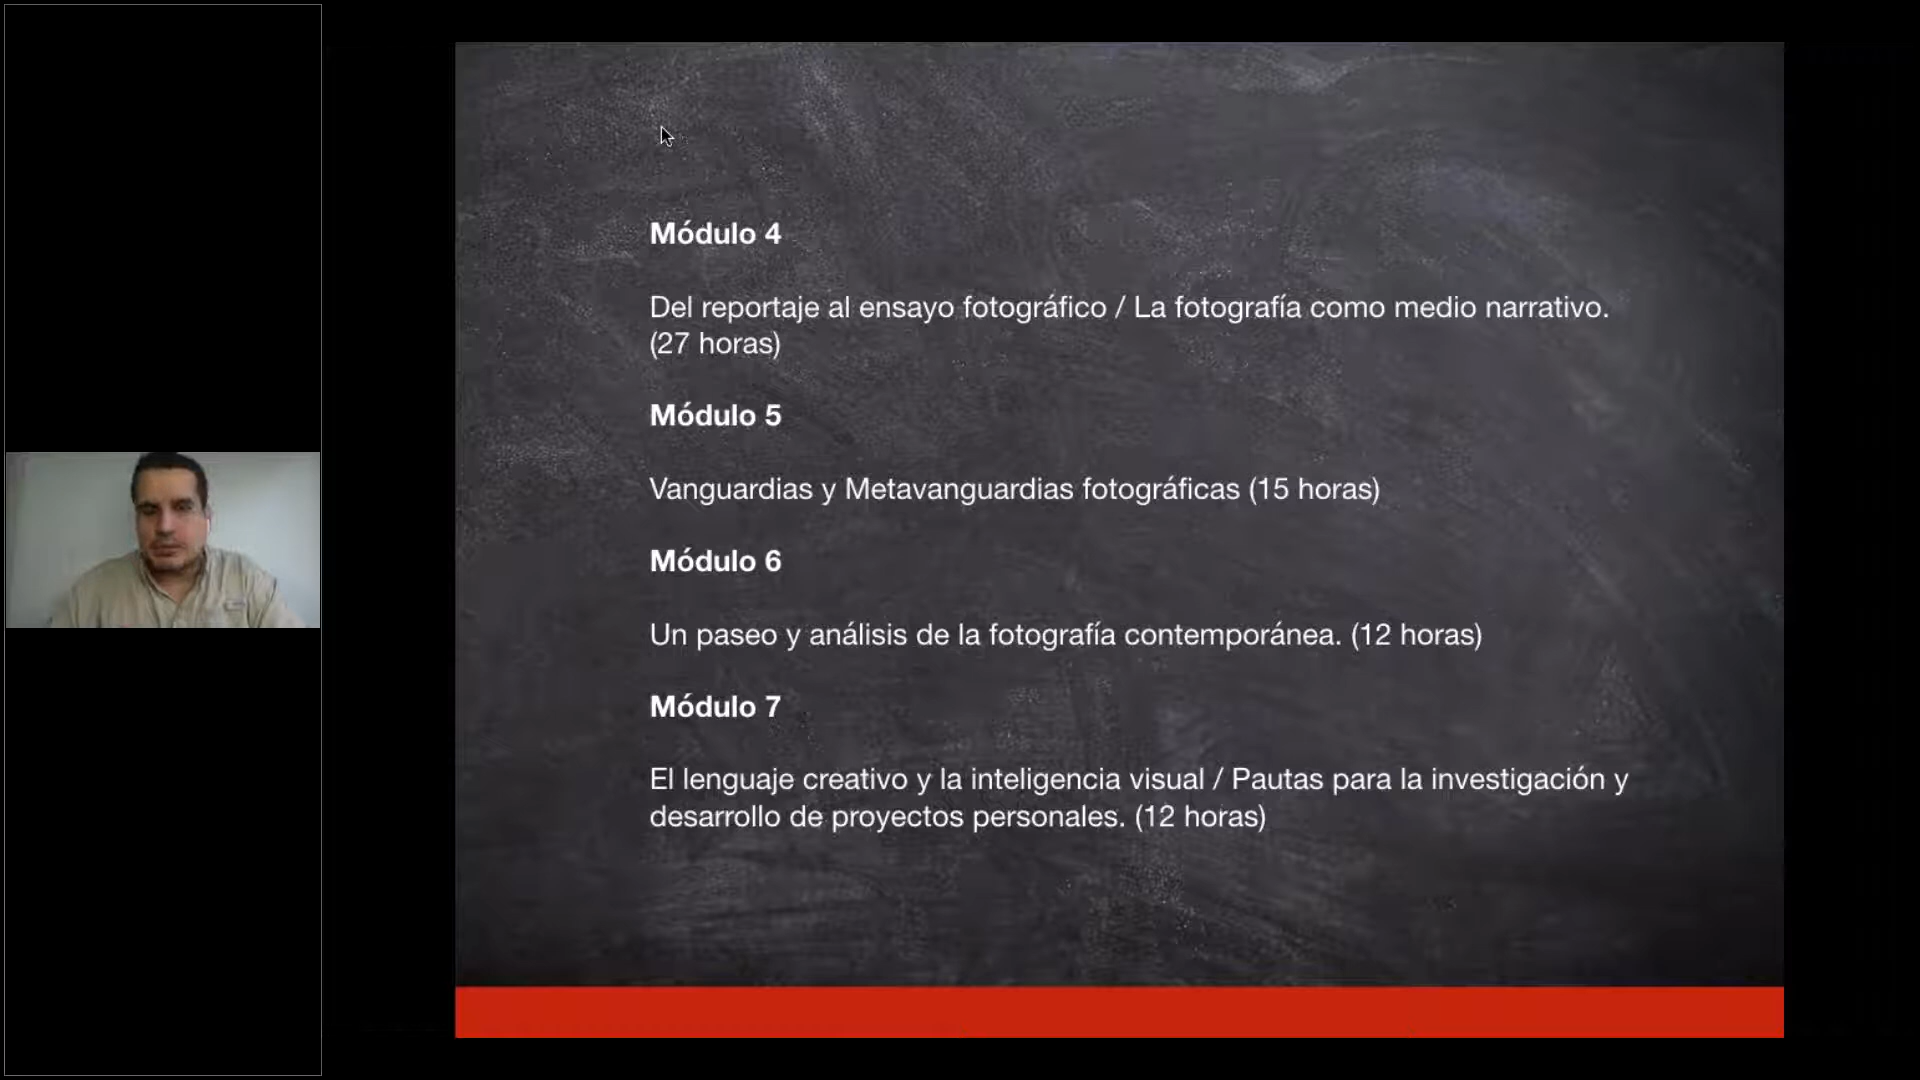 Módulo 4
Del reportaje al ensayo fotográfico / La fotografía como medio narrativo.
(27 horas)
Módulo 5
Vanguardias y Metavanguardias fotográficas (15 horas)
Módulo 6
Un paseo y análisis de la fotografía contemporánea. (12 horas)
Módulo 7
El lenguaje creativo y la inteligencia visual / Pautas para la investigación y
desarrollo de proyectos personales. (12 horas)